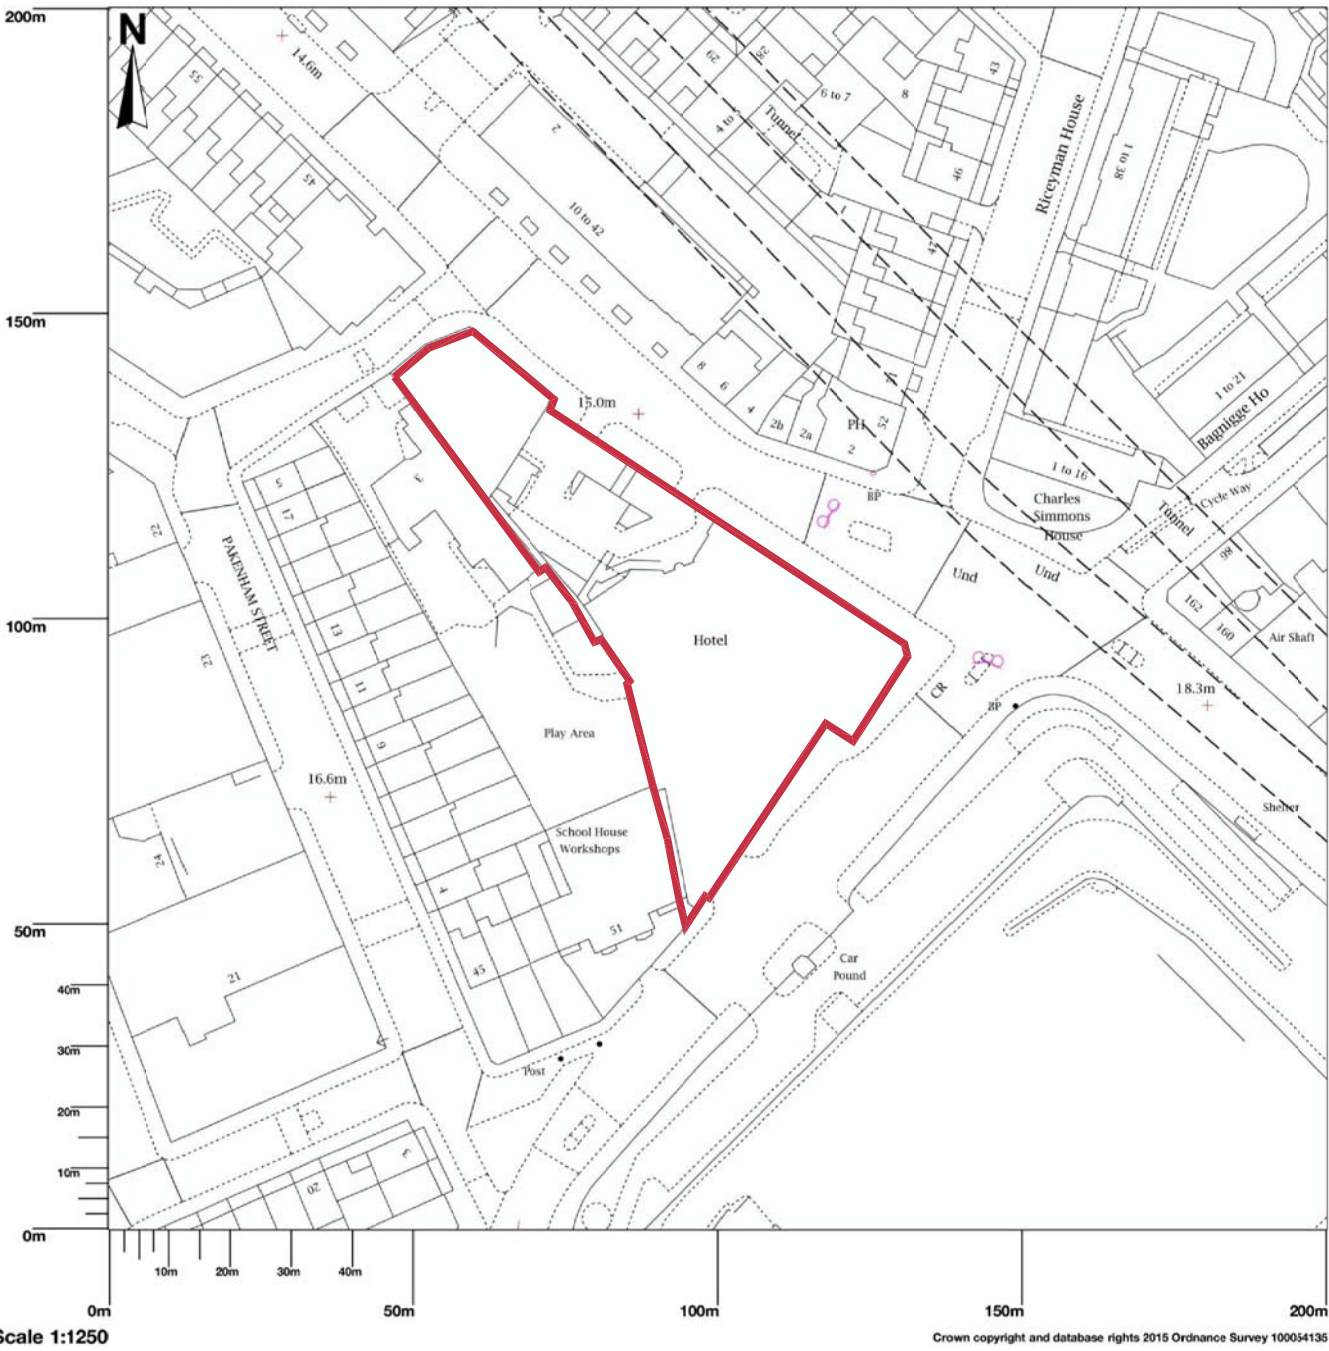 200m
N
14.6m
55
45
2
29
28
6 to 7
Tunnel
4 to
8
43
46
Riceyman House
1 to 38
10 to 42
47
150m
8
6
4
2b
2a
PH
2
52
15.0m
BP
1 to 16
Charles
Simmons
House
1 to 21
Bagnigge Ho
Cycle Way
Tunnel
3
5
17
22
PAKENHAM STREET
Und
Und
98
162
160
Air Shaft
100m
23
13
11
9
Hotel
CR
BP
18.3m
Play Area
16.6m
Shelter
School House
Workshops
24
4
51
45
50m
21
Car
Pound
40m
30m
Post
20m
10m
20
3
0m
10m
20m
30m
40m
0m
50m
100m
150m
200m
Scale 1:1250
Crown copyright and database rights 2015 Ordnance Survey 100054135